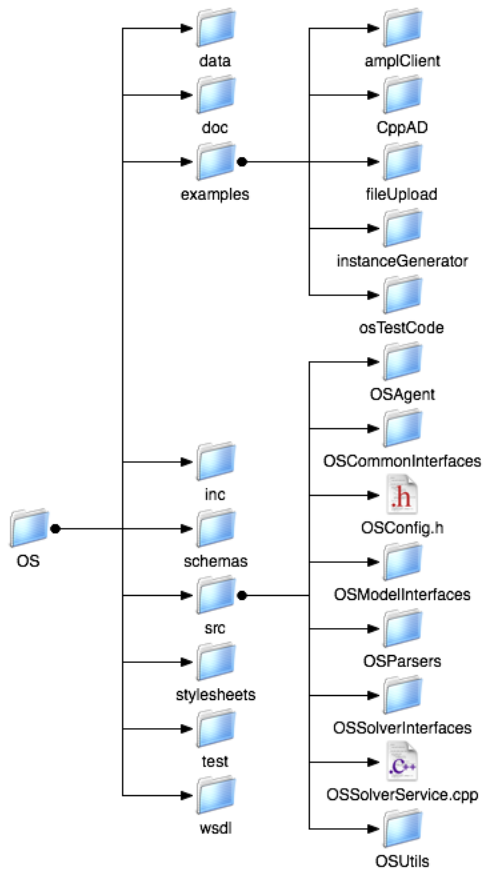 data
doc
examples
inc
OS
schemas
src
stylesheets
test
wsdl
amplClient
CppAD
fileUpload
instanceGenerator
osTestCode
OSAgent
OSCommonInterfaces
.h
OSConfig.h
OSModelInterfaces
OSParsers
OSSolverInterfaces
.C++
OSSolverService.cpp
OSUtils